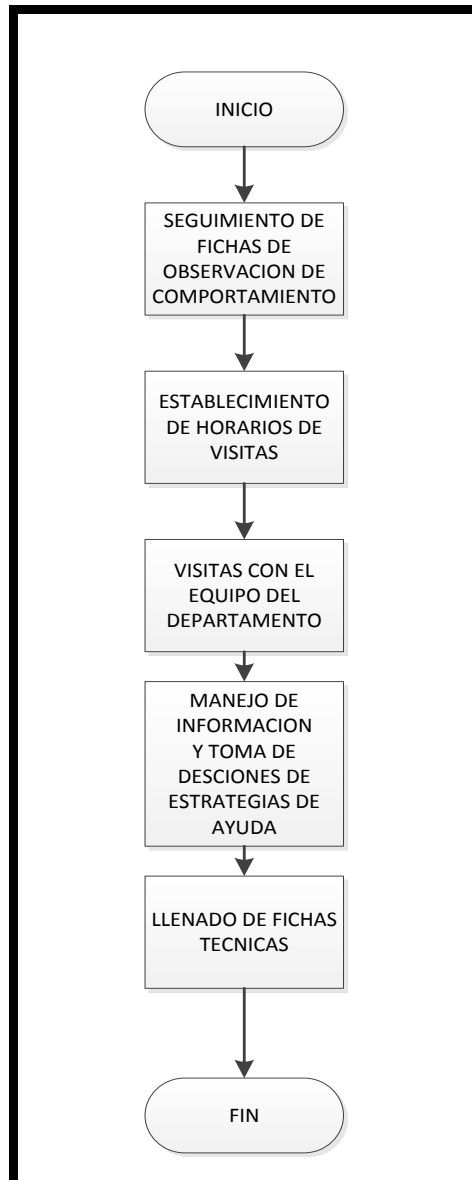 INICIO
SEGUIMIENTO DE
FICHAS DE
OBSERVACION DE
COMPORTAMIENTO
ESTABLECIMIENTO
DE HORARIOS DE
VISITAS
VISITAS CON EL
EQUIPO DEL
DEPARTAMENTO
MANEJO DE
INFORMACION
Y TOMA DE
DESCIONES DE
ESTRATEGIAS DE
AYUDA
LLENADO DE FICHAS
TECNICAS
FIN